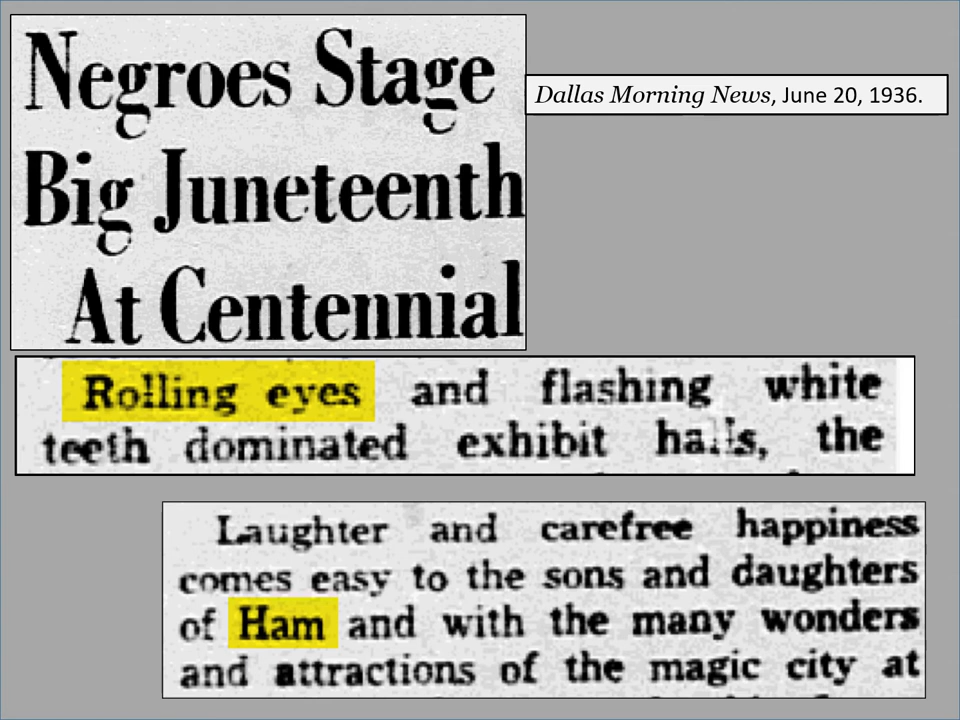 Negroes Stage
Big Juneteenth
At Centennial
Dallas Morning News, June 20, 1936.
Rolling eyes and flashing white
teeth dominated exhibit halls, the
Laughter and carefree happiness
comes easy to the sons and daughters
of Ham and with the many wonders
and attractions of the magic city at